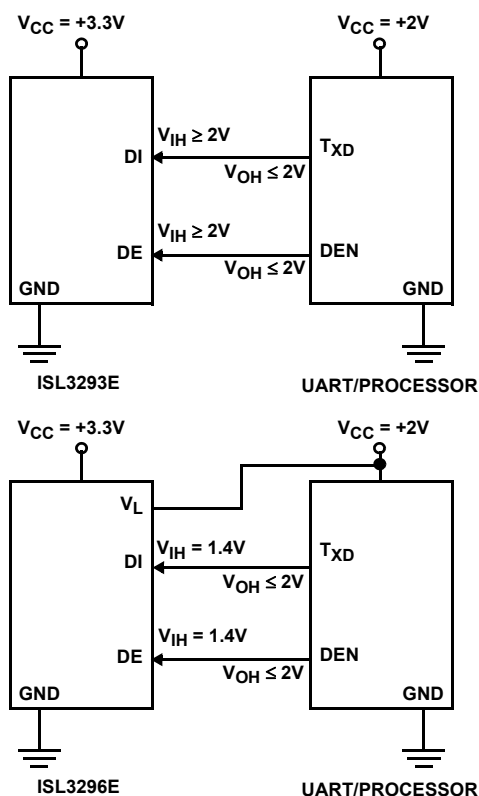 VCC = +3.3V
VCC = +2V
DI
VIH ≥ 2V
VOH ≤ 2V
TXD
DE
VIH ≥ 2V
VOH ≤ 2V
DEN
GND
GND
ISL3293E
UART/PROCESSOR
VCC = +3.3V
VCC = +2V
VL
DI
VIH = 1.4V
VOH ≤ 2V
TXD
DE
VIH = 1.4V
VOH ≤ 2V
DEN
GND
GND
ISL3296E
UART/PROCESSOR